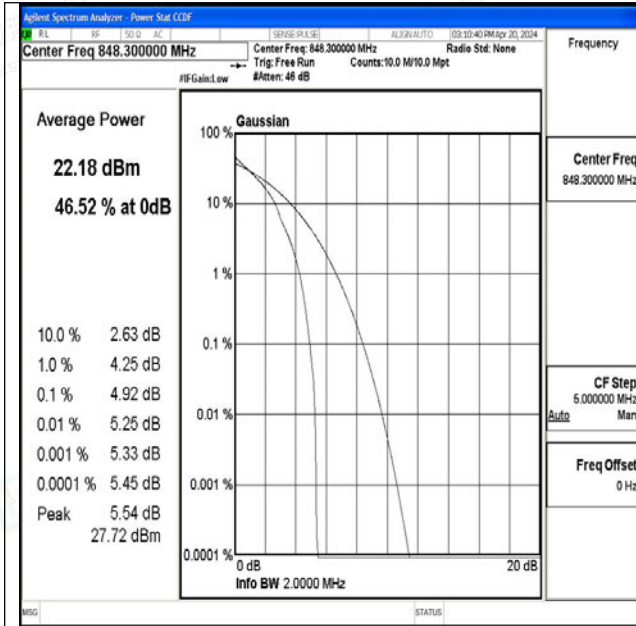 Agilent Spectrum Analyzer - Power Stat CCDF
RL RF 50 Ω AC SENSE:PULSE ALIGNAUTO 03:10:40 PM Apr 20, 2024
Center Freq 848.300000 MHz
Center Freq: 848.300000 MHz Radio Std: None
Trig: Free Run Counts:10.0 M/10.0 Mpt
#IFGain:Low #Atten: 46 dB
Frequency
Average Power
22.18 dBm
46.52 % at 0dB
10.0 % 2.63 dB
1.0 % 4.25 dB
0.1 % 4.92 dB
0.01 % 5.25 dB
0.001 % 5.33 dB
0.0001 % 5.45 dB
Peak 5.54 dB
27.72 dBm
Gaussian
100 %
10 %
1 %
0.1 %
0.01 %
0.001 %
0.0001 %
0 dB 20 dB
Info BW 2.0000 MHz
Center Freq
848.300000 MHz
CF Step
5.000000 MHz
Auto Man
Freq Offset
0 Hz
MSG STATUS